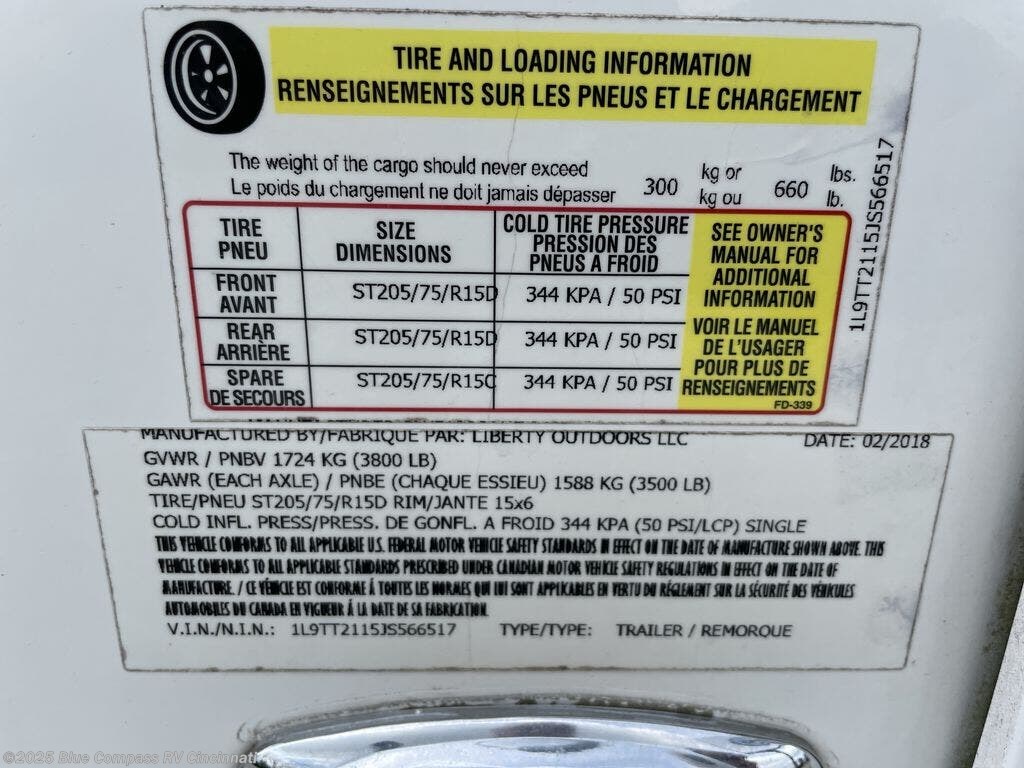 TIRE AND LOADING INFORMATION
RENSEIGNEMENTS SUR LES PNEUS ET LE CHARGEMENT
The weight of the cargo should never exceed 300 kg or 660 lbs.
Le poids du chargement ne doit jamais dépasser kg ou lb.
1L9TT2115JS566517
TIRE SIZE COLD TIRE PRESSURE
PNEU DIMENSIONS PRESSION DES
PNEUS A FROID
FRONT ST205/75/R15D 344 KPA / 50 PSI
AVANT
REAR ST205/75/R15D 344 KPA / 50 PSI
ARRIÈRE
SPARE ST205/75/R15C 344 KPA / 50 PSI
DE SECOURS
SEE OWNER'S
MANUAL FOR
ADDITIONAL
INFORMATION
VOIR LE MANUEL
DE L'USAGER
POUR PLUS DE
RENSEIGNEMENTS
FD-339
MANUFACTURED BY/FABRIQUE PAR: LIBERTY OUTDOORS LLC DATE: 02/2018
GVWR / PNBV 1724 KG (3800 LB)
GAWR (EACH AXLE) / PNBE (CHAQUE ESSIEU) 1588 KG (3500 LB)
TIRE/PNEU ST205/75/R15D RIM/JANTE 15x6
COLD INFL. PRESS/PRESS. DE GONFL. A FROID 344 KPA (50 PSI/LCP) SINGLE
THIS VEHICLE CONFORMS TO ALL APPLICABLE U.S. FEDERAL MOTOR VEHICLE SAFETY STANDARDS IN EFFECT ON THE DATE OF MANUFACTURE SHOWN ABOVE. THIS
VEHICLE CONFORMS TO ALL APPLICABLE STANDARDS PRESCRIBED UNDER CANADIAN MOTOR VEHICLE SAFETY REGULATIONS IN EFFECT ON THE DATE OF
MANUFACTURE. / CE VÉHICLE EST CONFORME Á TOUTES LES NORMES QUI LUI SONT APPLICABLES EN VERTU DU RÉGLEMENT SUR LA SÉCURITÉ DES VÉHICULES
AUTOMOBILES DU CANADA EN VIGUEUR Á LA DATE DE SA FABRICATION.
V.I.N./N.I.N.: 1L9TT2115JS566517 TYPE/TYPE: TRAILER / REMORQUE
©2025 Blue Compass RV Cincinnati